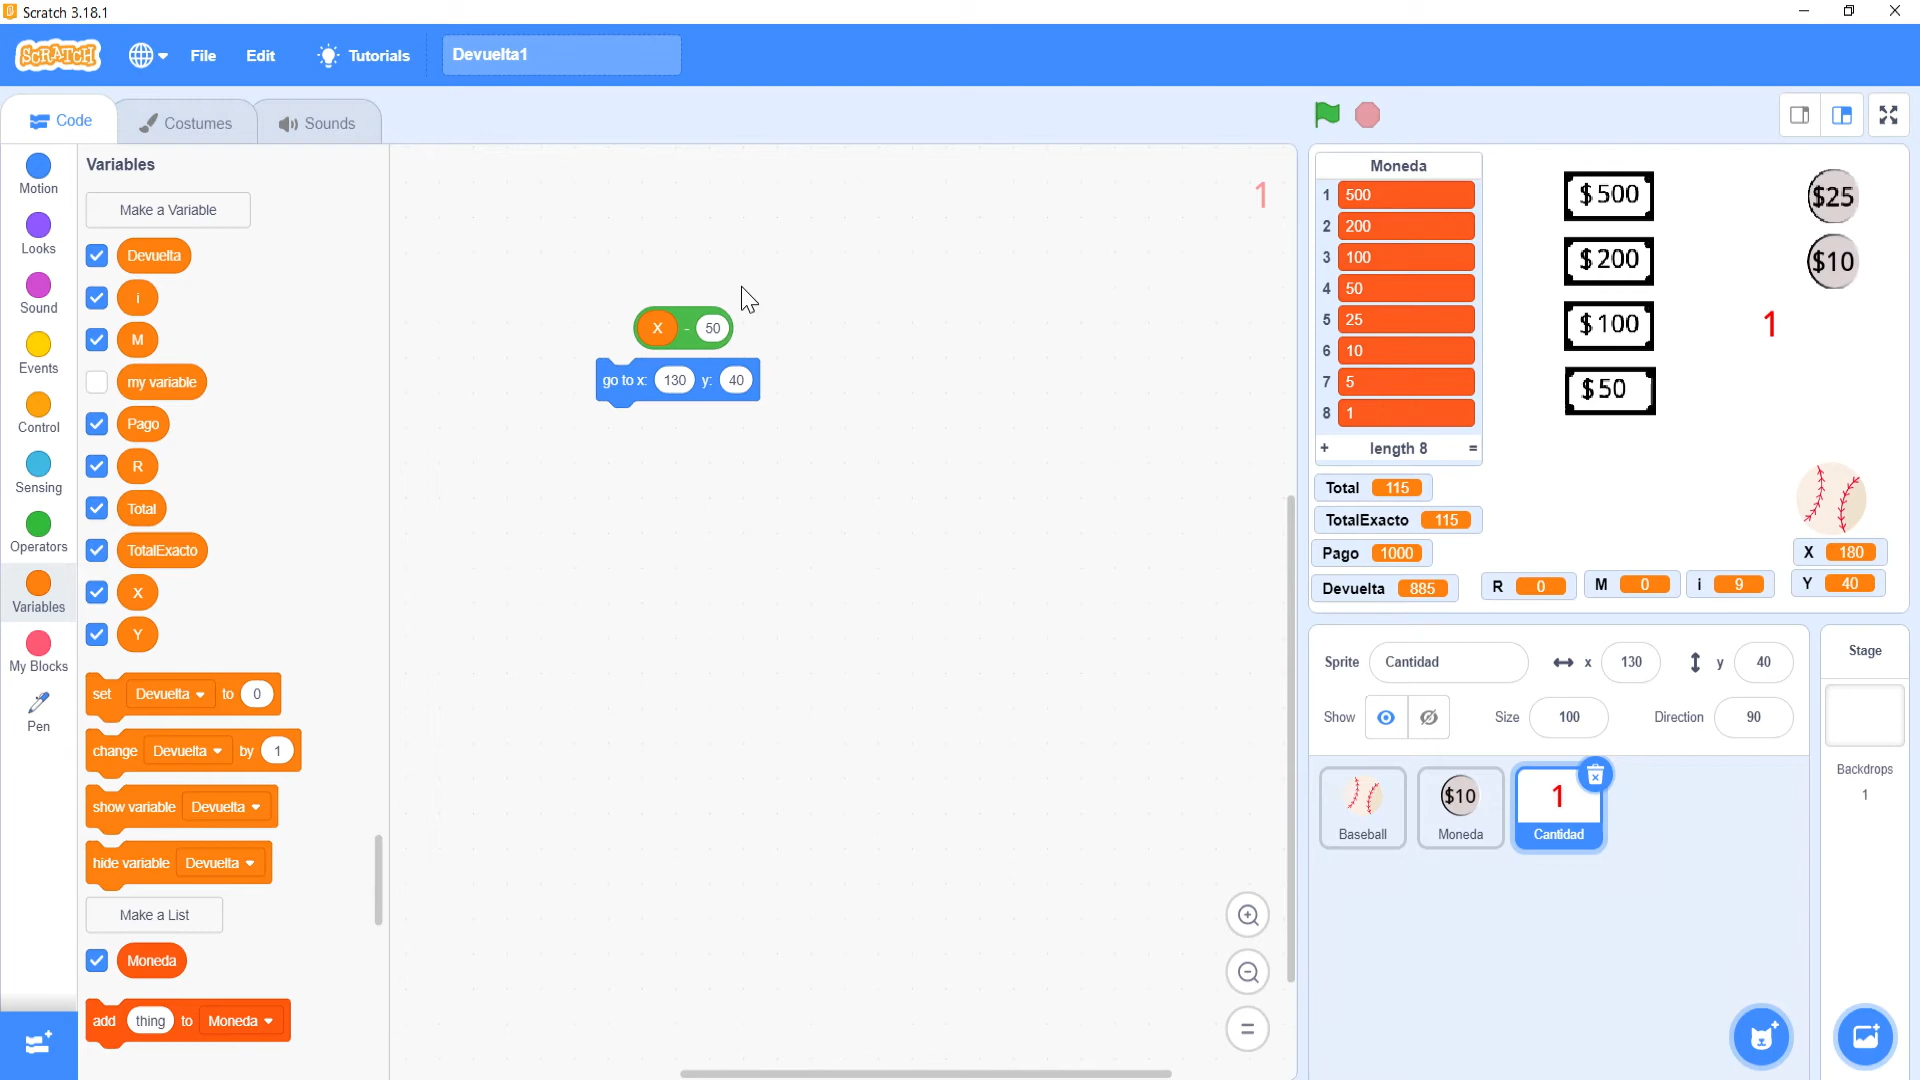 Scratch 3.18.1
SCRATCH
File
Edit
Tutorials
Devuelta1
Code
Costumes
Sounds
Motion
Looks
Sound
Events
Control
Sensing
Operators
Variables
My Blocks
Pen
Variables
Make a Variable
Devuelta
i
M
my variable
Pago
R
Total
TotalExacto
X
Y
set Devuelta to 0
change Devuelta by 1
show variable Devuelta
hide variable Devuelta
Make a List
Moneda
add thing to Moneda
1
X - 50
go to x: 130 y: 40
Moneda
1 500
2 200
3 100
4 50
5 25
6 10
7 5
8 1
+ length 8 =
$500
$200
$100
$50
$25
$10
1
Total 115
TotalExacto 115
Pago 1000
Devuelta 885
R 0
M 0
i 9
X 180
Y 40
Sprite Cantidad x 130 y 40
Show Size 100 Direction 90
Baseball
$10
Moneda
1
Cantidad
Stage
Backdrops
1